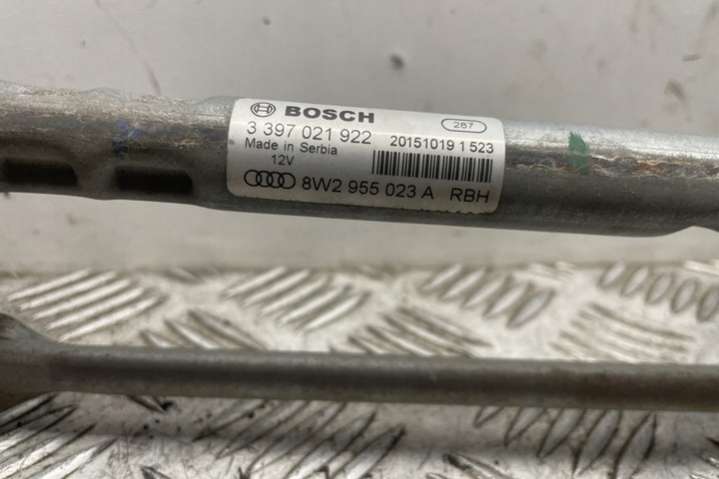 BOSCH 287
3 397 021 922 20151019 1 523
Made in Serbia
12V
8W2 955 023 A RBH